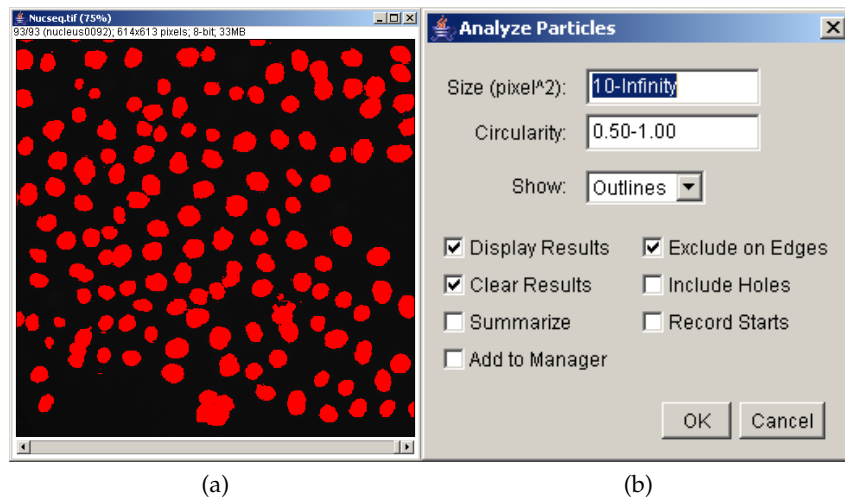 Nucseq.tif (75%)
93/93 (nucleus0092); 614x613 pixels; 8-bit; 33MB
Analyze Particles
Size (pixel^2): 10-Infinity
Circularity: 0.50-1.00
Show: Outlines
Display Results Exclude on Edges
Clear Results Include Holes
Summarize Record Starts
Add to Manager
OK Cancel
(a) (b)